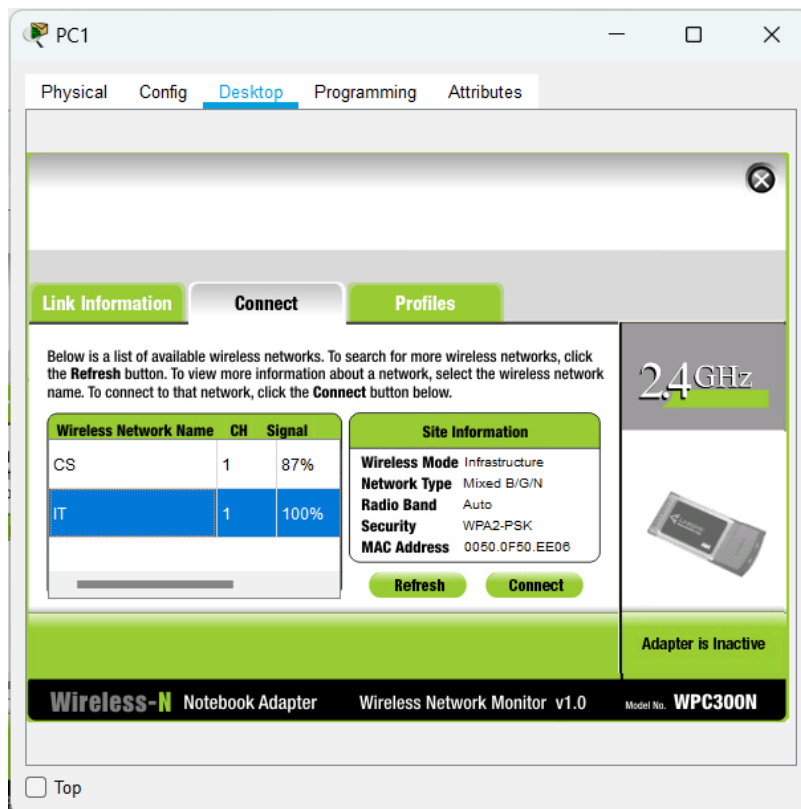 PC1
Physical Config Desktop Programming Attributes
Link Information Connect Profiles
Below is a list of available wireless networks. To search for more wireless networks, click
the Refresh button. To view more information about a network, select the wireless network
name. To connect to that network, click the Connect button below.
2.4GHz
Wireless Network Name CH Signal
CS 1 87%
IT 1 100%
Site Information
Wireless Mode Infrastructure
Network Type Mixed B/G/N
Radio Band Auto
Security WPA2-PSK
MAC Address 0050.0F50.EE06
Refresh Connect
Adapter is Inactive
Wireless-N Notebook Adapter Wireless Network Monitor v1.0 Model No. WPC300N
Top